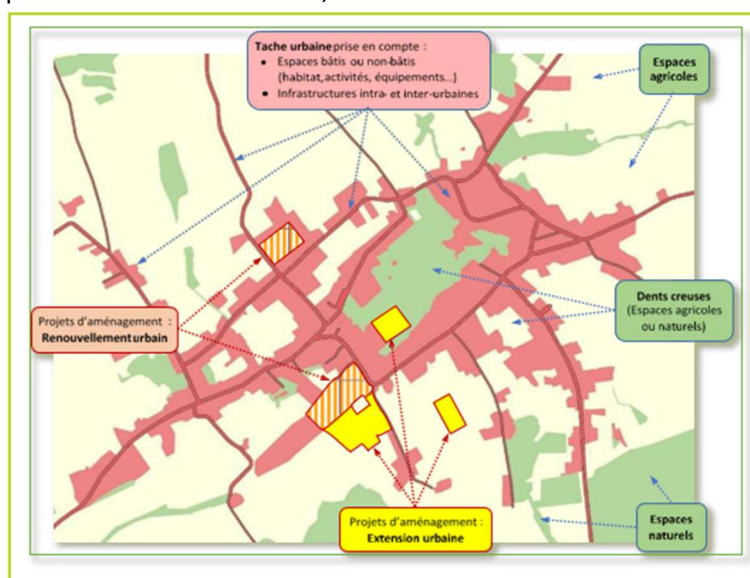 Tache urbaine prise en compte :
• Espaces bâtis ou non-bâtis
(habitat, activités, équipements...)
• Infrastructures intra- et inter-urbaines
Espaces
agricoles
Projets d'aménagement :
Renouvellement urbain
Dents creuses
(Espaces agricoles
ou naturels)
Projets d'aménagement :
Extension urbaine
Espaces
naturels